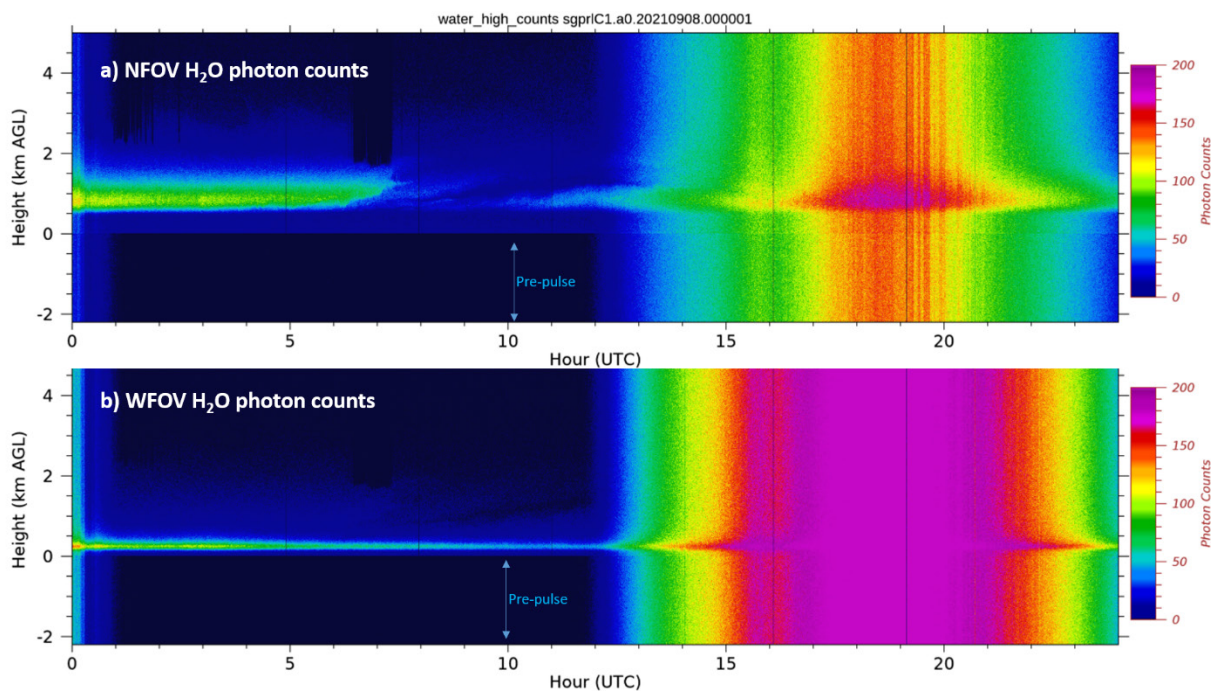 water_high_counts sgprlC1.a0.20210908.000001
a) NFOV H₂O photon counts
Height (km AGL)
4
2
0
-2
Pre-pulse
0 5 10 15 20
Hour (UTC)
200
150
100
50
0
Photon Counts
b) WFOV H₂O photon counts
Height (km AGL)
4
2
0
-2
Pre-pulse
0 5 10 15 20
Hour (UTC)
200
150
100
50
0
Photon Counts